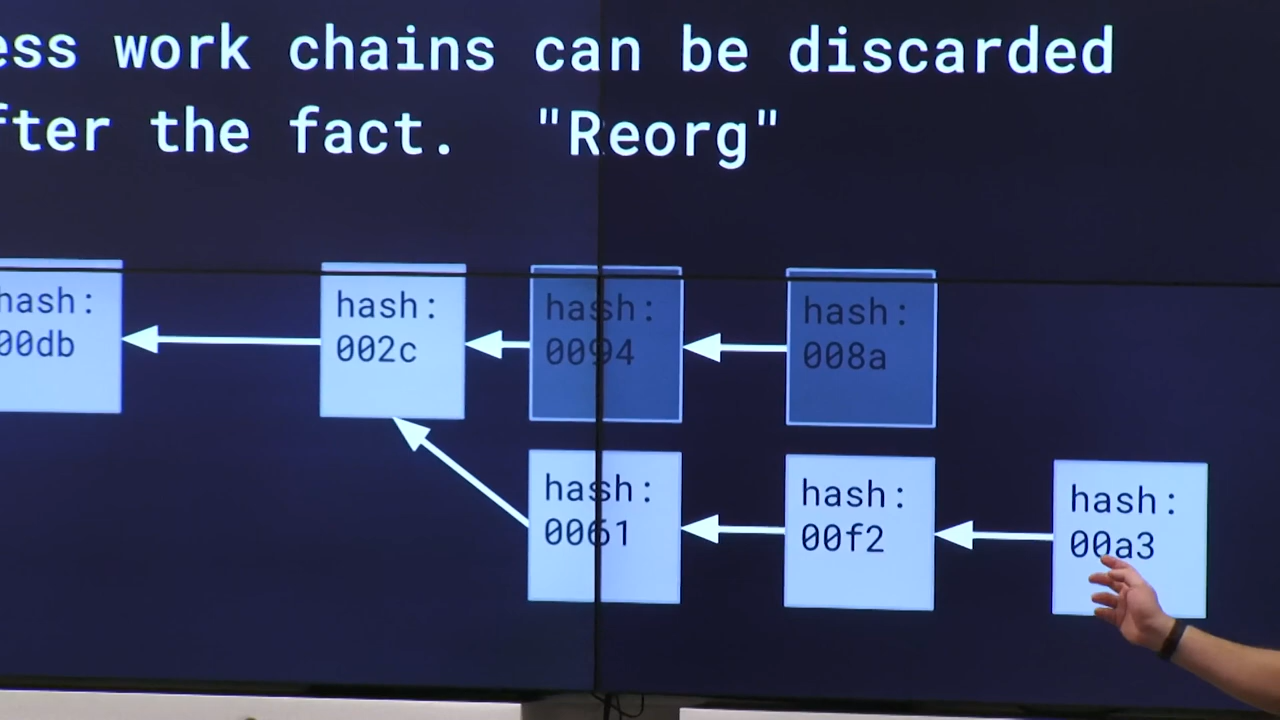 ess work chains can be discarded
fter the fact. "Reorg"
hash:
00db
hash:
002c
hash:
0094
hash:
008a
hash:
0061
hash:
00f2
hash:
00a3